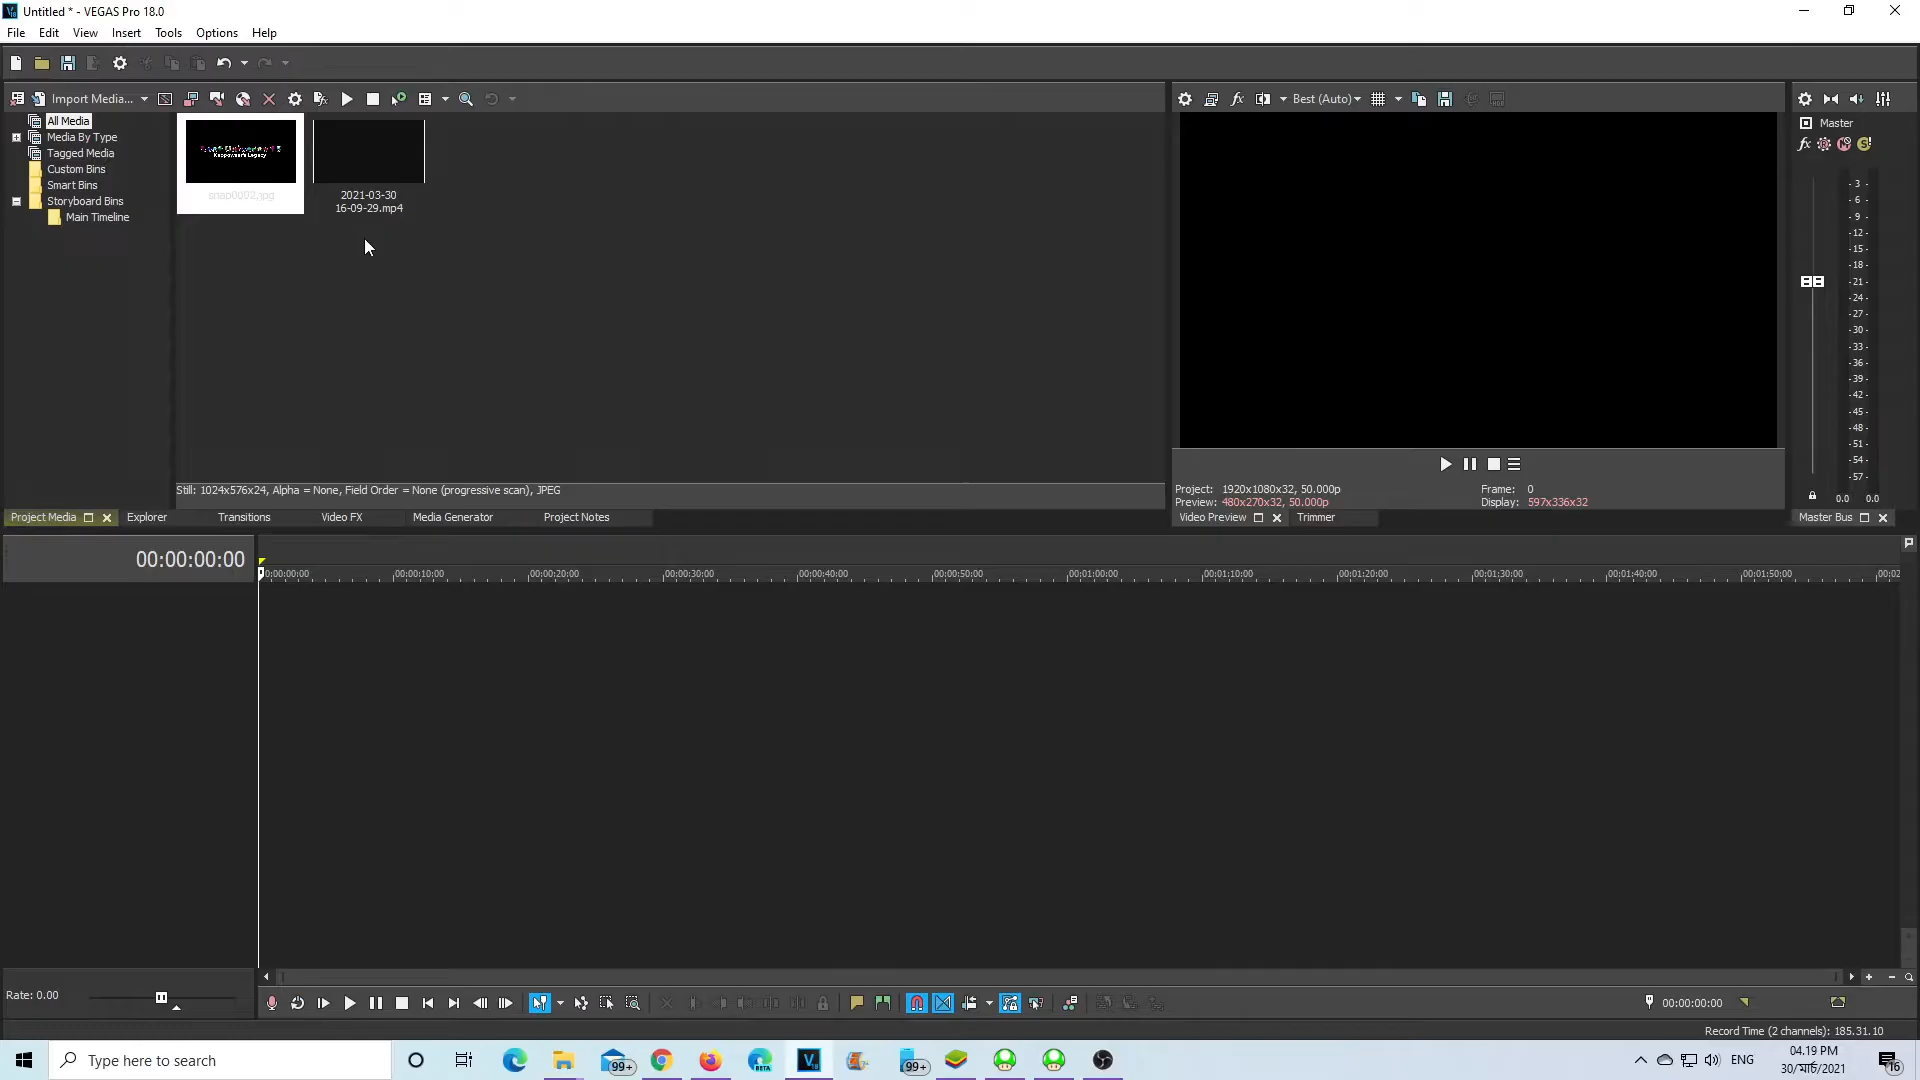 Untitled * - VEGAS Pro 18.0
File Edit View Insert Tools Options Help
Import Media...
Best (Auto)
All Media
Media By Type
Tagged Media
Custom Bins
Smart Bins
Storyboard Bins
Main Timeline
snap0002.jpg
2021-03-30
16-09-29.mp4
Master
-3-
-6-
-9-
-12-
-15-
-18-
-21-
-24-
-27-
-30-
-33-
-36-
-39-
-42-
-45-
-48-
-51-
-54-
-57-
0.0 0.0
Still: 1024x576x24, Alpha = None, Field Order = None (progressive scan), JPEG
Project: 1920x1080x32, 50.000p
Frame: 0
Preview: 480x270x32, 50.000p
Display: 597x336x32
Project Media Explorer Transitions Video FX Media Generator Project Notes
Video Preview Trimmer
Master Bus
00:00:00:00
0:00:00:00 00:00:10:00 00:00:20:00 00:00:30:00 00:00:40:00 00:00:50:00 00:01:00:00 00:01:10:00 00:01:20:00 00:01:30:00 00:01:40:00 00:01:50:00 00:02
Rate: 0.00
00:00:00:00
Record Time (2 channels): 185.31.10
Type here to search
99+
BETA
99+
ENG
04.19 PM
30/মার্চ/2021
16